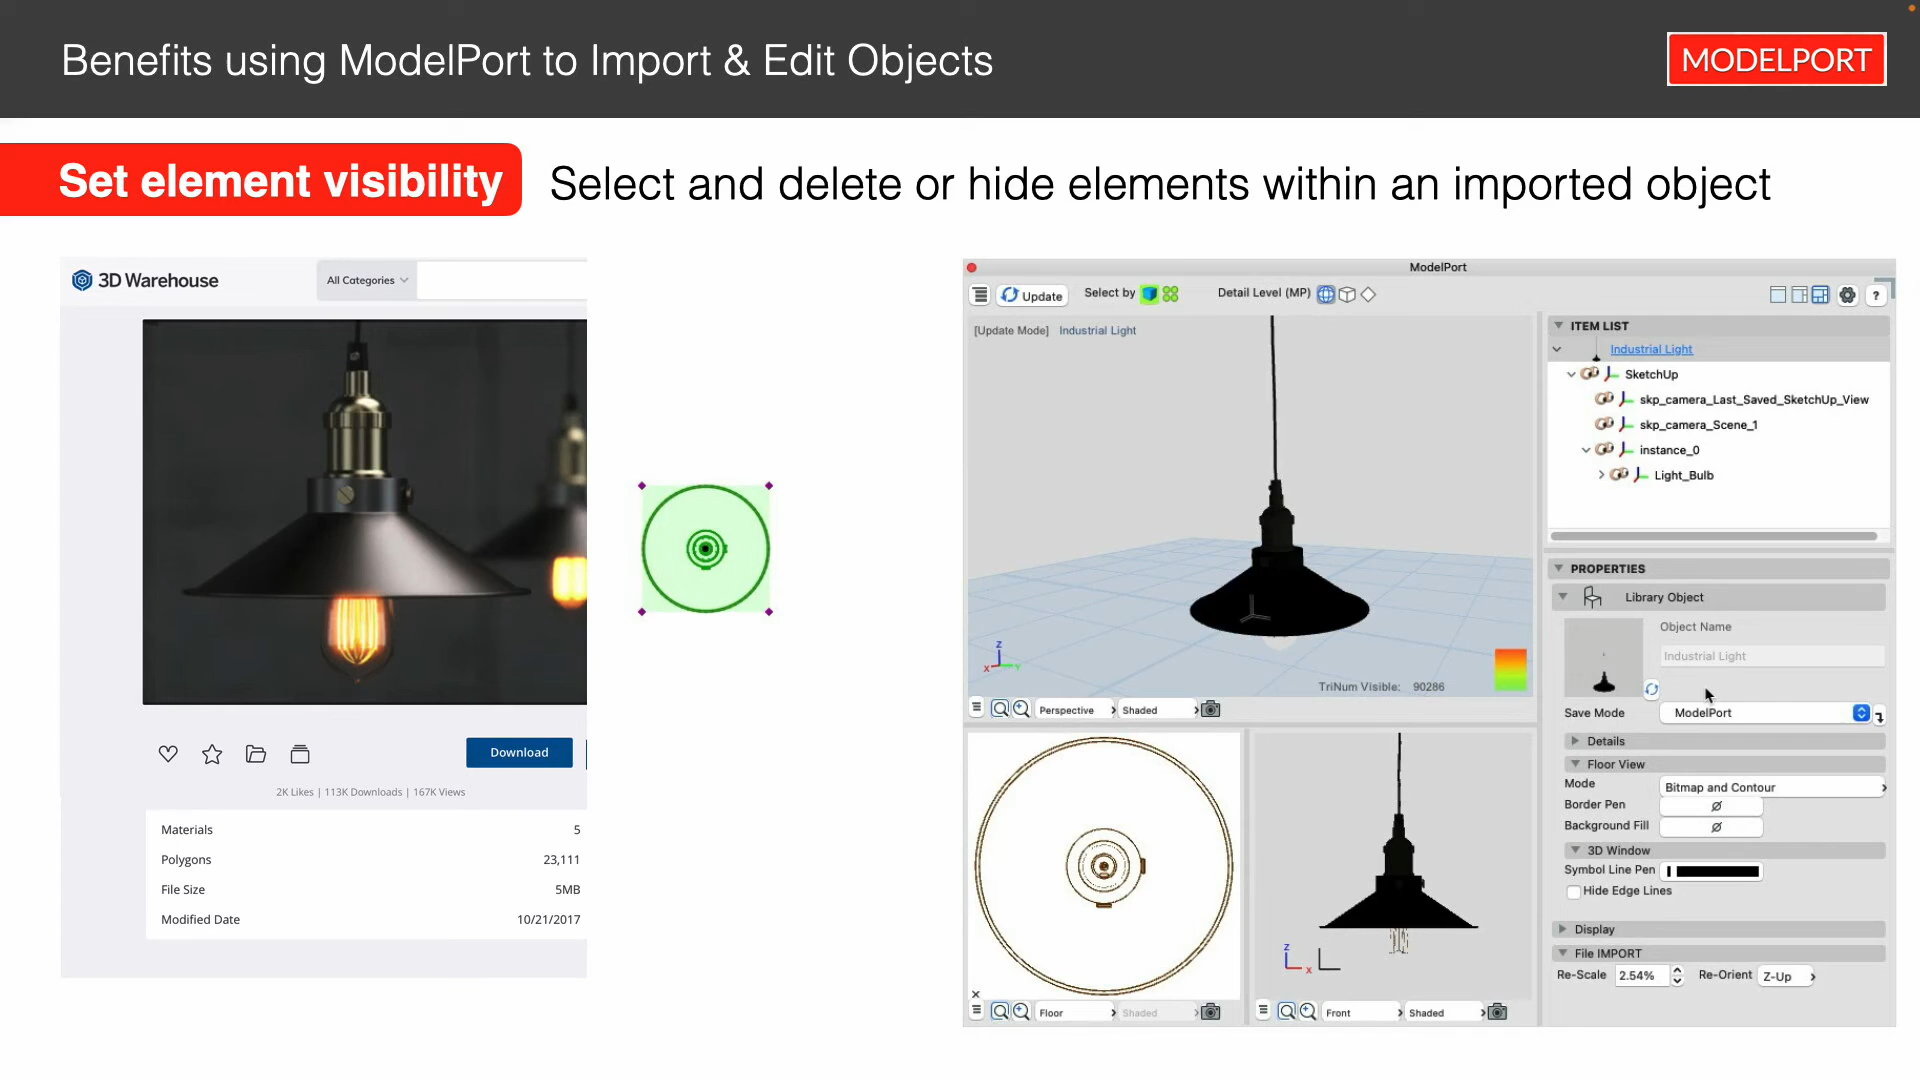 Benefits using ModelPort to Import & Edit Objects
MODELPORT
Set element visibility
Select and delete or hide elements within an imported object
3D Warehouse
All Categories
Download
2K Likes | 113K Downloads | 167K Views
Materials 5
Polygons 23,111
File Size 5MB
Modified Date 10/21/2017
ModelPort
Update
Select by
Detail Level (MP)
?
[Update Mode] Industrial Light
TriNum Visible: 90286
Perspective
Shaded
Floor
Shaded
Front
Shaded
ITEM LIST
Industrial Light
SketchUp
skp_camera_Last_Saved_SketchUp_View
skp_camera_Scene_1
instance_0
Light_Bulb
PROPERTIES
Library Object
Object Name
Industrial Light
Save Mode ModelPort
Details
Floor View
Mode Bitmap and Contour
Border Pen
Background Fill
3D Window
Symbol Line Pen
Hide Edge Lines
Display
File IMPORT
Re-Scale 2.54% Re-Orient Z-Up